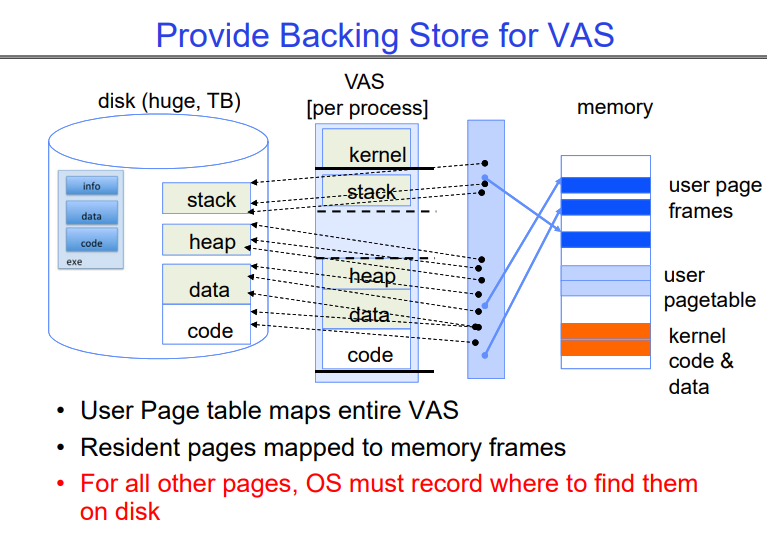 Provide Backing Store for VAS
disk (huge, TB)
VAS
[per process]
memory
info
data
code
exe
stack
heap
data
code
kernel
stack
heap
data
code
user page
frames
user
pagetable
kernel
code &
data
• User Page table maps entire VAS
• Resident pages mapped to memory frames
• For all other pages, OS must record where to find them
on disk